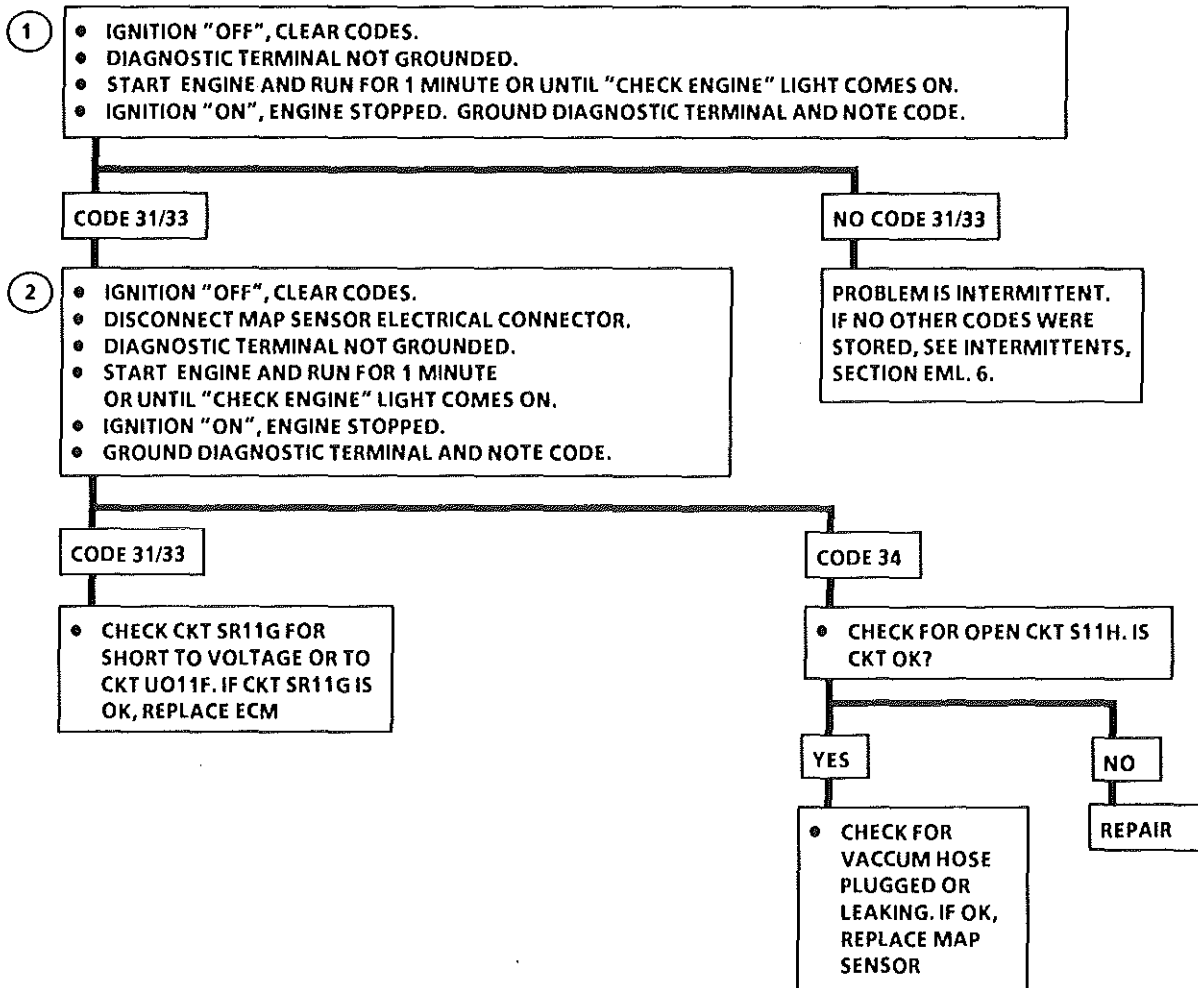 1
• IGNITION "OFF", CLEAR CODES.
• DIAGNOSTIC TERMINAL NOT GROUNDED.
• START ENGINE AND RUN FOR 1 MINUTE OR UNTIL "CHECK ENGINE" LIGHT COMES ON.
• IGNITION "ON", ENGINE STOPPED. GROUND DIAGNOSTIC TERMINAL AND NOTE CODE.
CODE 31/33
NO CODE 31/33
2
• IGNITION "OFF", CLEAR CODES.
• DISCONNECT MAP SENSOR ELECTRICAL CONNECTOR.
• DIAGNOSTIC TERMINAL NOT GROUNDED.
• START ENGINE AND RUN FOR 1 MINUTE
OR UNTIL "CHECK ENGINE" LIGHT COMES ON.
• IGNITION "ON", ENGINE STOPPED.
• GROUND DIAGNOSTIC TERMINAL AND NOTE CODE.
PROBLEM IS INTERMITTENT.
IF NO OTHER CODES WERE
STORED, SEE INTERMITTENTS,
SECTION EML. 6.
CODE 31/33
CODE 34
• CHECK CKT SR11G FOR
SHORT TO VOLTAGE OR TO
CKT UO11F. IF CKT SR11G IS
OK, REPLACE ECM
• CHECK FOR OPEN CKT S11H. IS
CKT OK?
YES
NO
• CHECK FOR
VACCUM HOSE
PLUGGED OR
LEAKING. IF OK,
REPLACE MAP
SENSOR
REPAIR